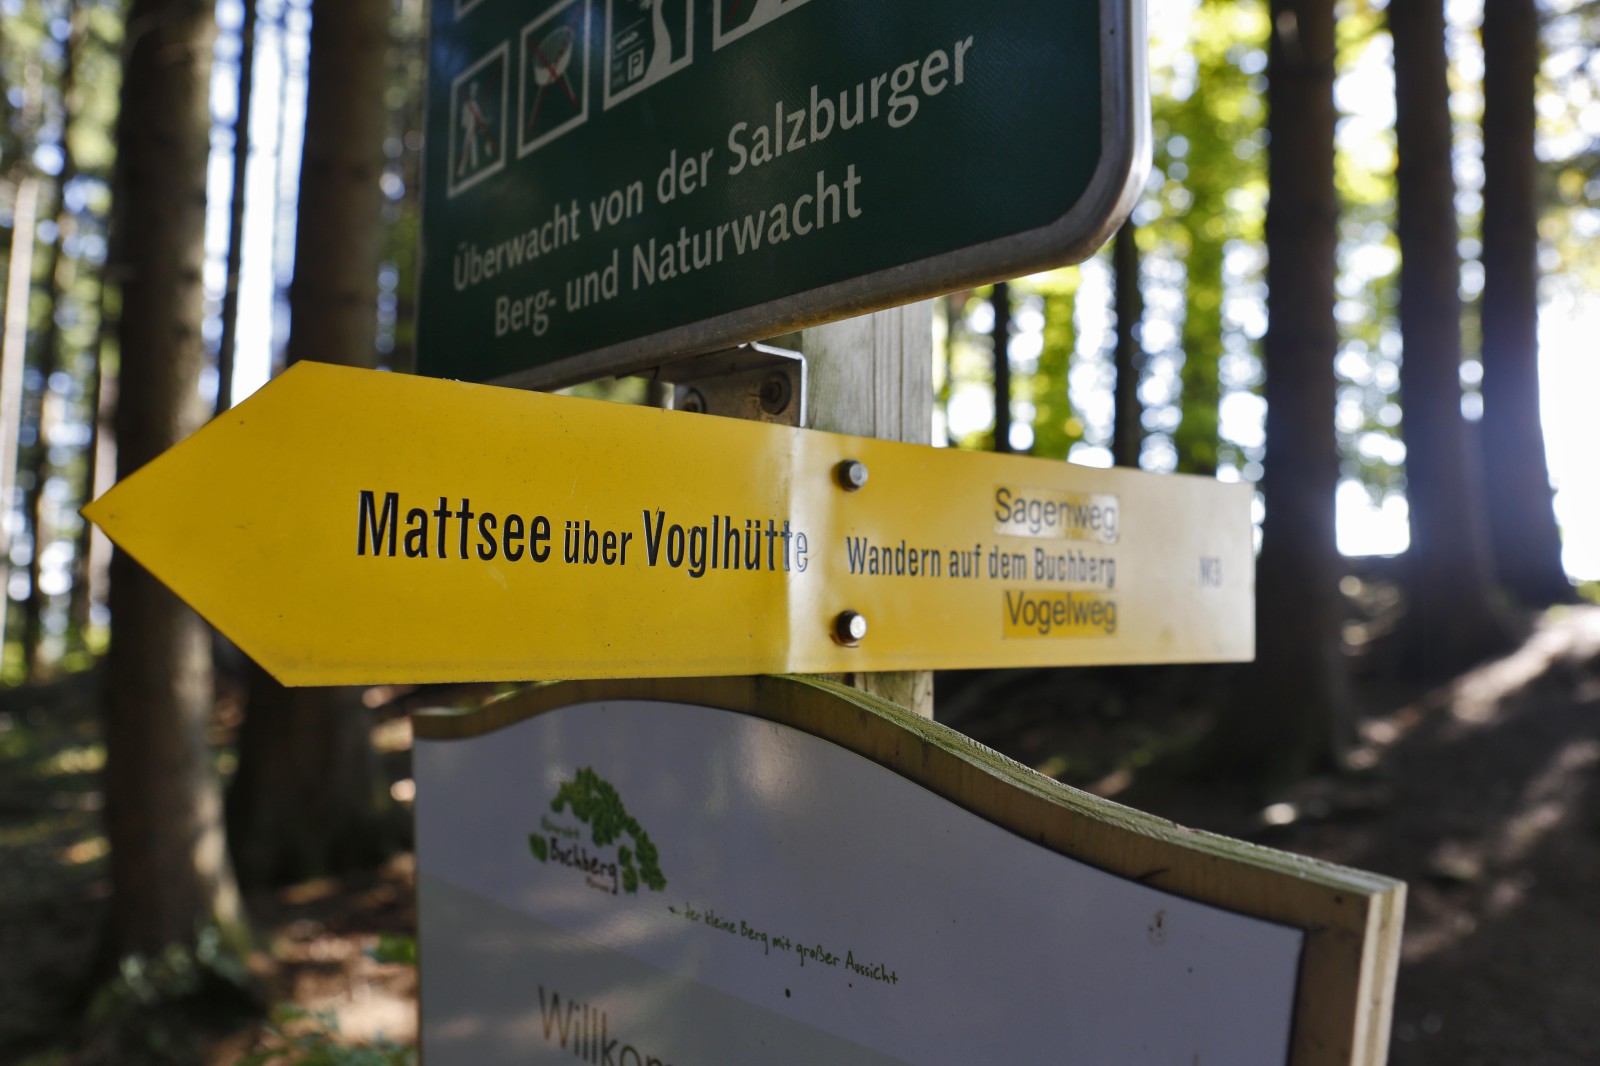 P
Überwacht von der Salzburger
Berg- und Naturwacht
Mattsee über Voglhütte
Sagenweg
Wandern auf dem Buchberg
Vogelweg
W3
Buchberg
der kleine Berg mit großer Aussicht